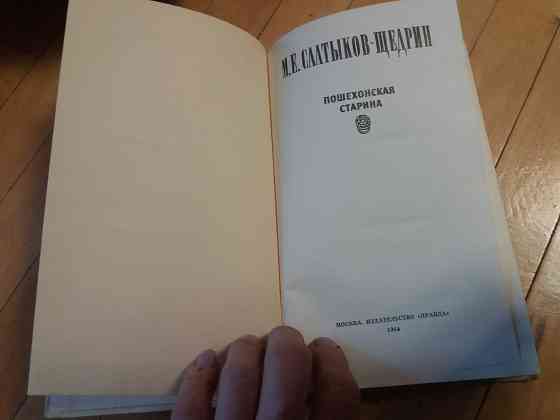 М.Е. САЛТЫКОВ-ЩЕДРИН
ПОШЕХОНСКАЯ
СТАРИНА
МОСКВА. ИЗДАТЕЛЬСТВО «ПРАВДА»